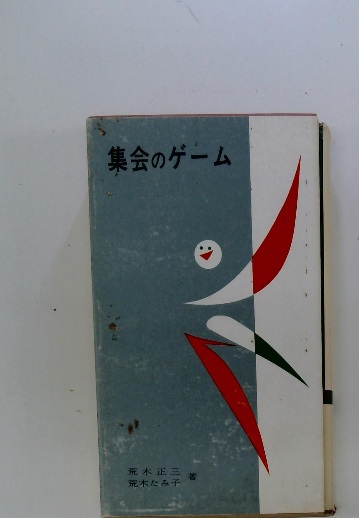 集会のゲーム
荒木正三
荒木たみ子 著